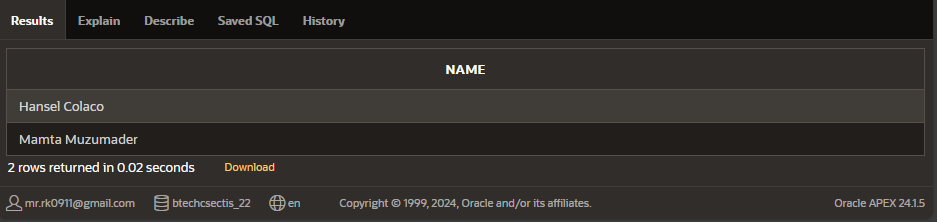 Results Explain Describe Saved SQL History
NAME
Hansel Colaco
Mamta Muzumader
2 rows returned in 0.02 seconds Download
mr.rk0911@gmail.com btechcsectis_22 en Copyright © 1999, 2024, Oracle and/or its affiliates. Oracle APEX 24.1.5